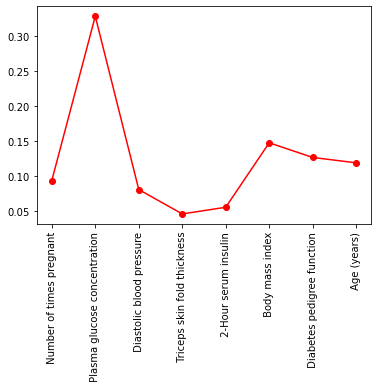 0.30
0.25
0.20
0.15
0.10
0.05
Number of times pregnant
Plasma glucose concentration
Diastolic blood pressure
Triceps skin fold thickness
2-Hour serum insulin
Body mass index
Diabetes pedigree function
Age (years)